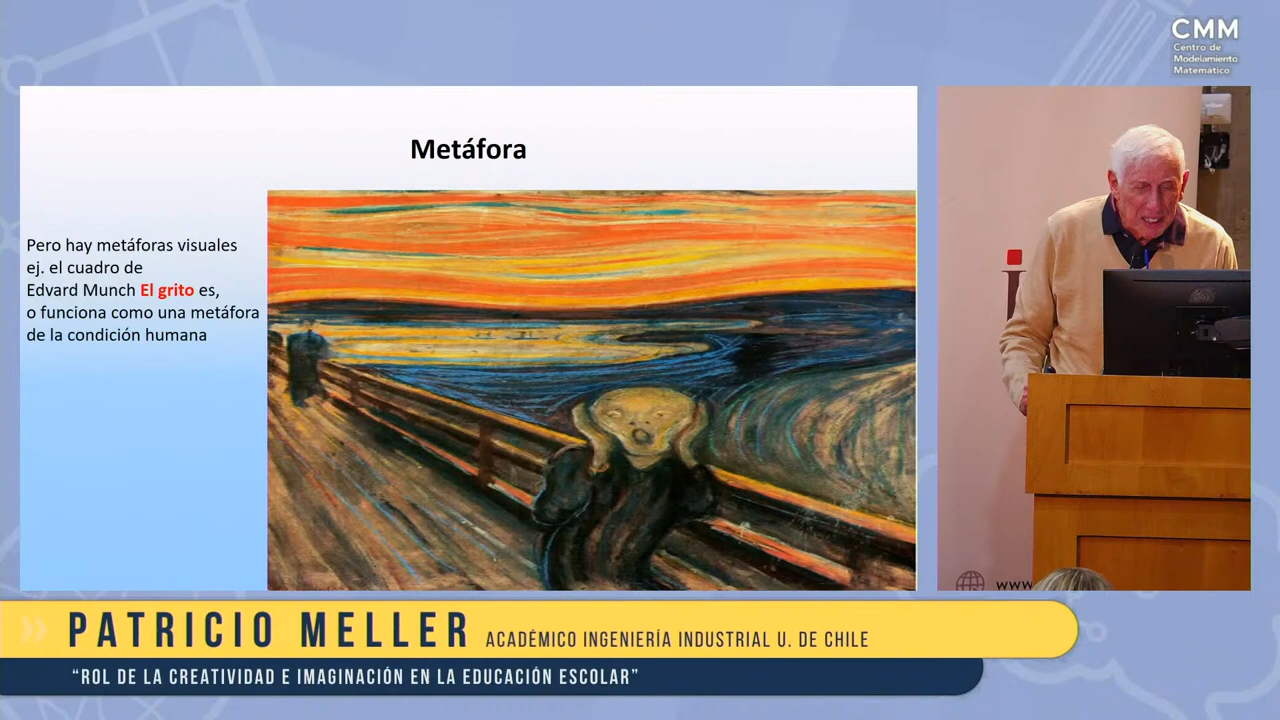 CMM
Centro de
Modelamiento
Matemático
Metáfora
Pero hay metáforas visuales
ej. el cuadro de
Edvard Munch El grito es,
o funciona como una metáfora
de la condición humana
www
PATRICIO MELLER ACADÉMICO INGENIERÍA INDUSTRIAL U. DE CHILE
“ROL DE LA CREATIVIDAD E IMAGINACIÓN EN LA EDUCACIÓN ESCOLAR”